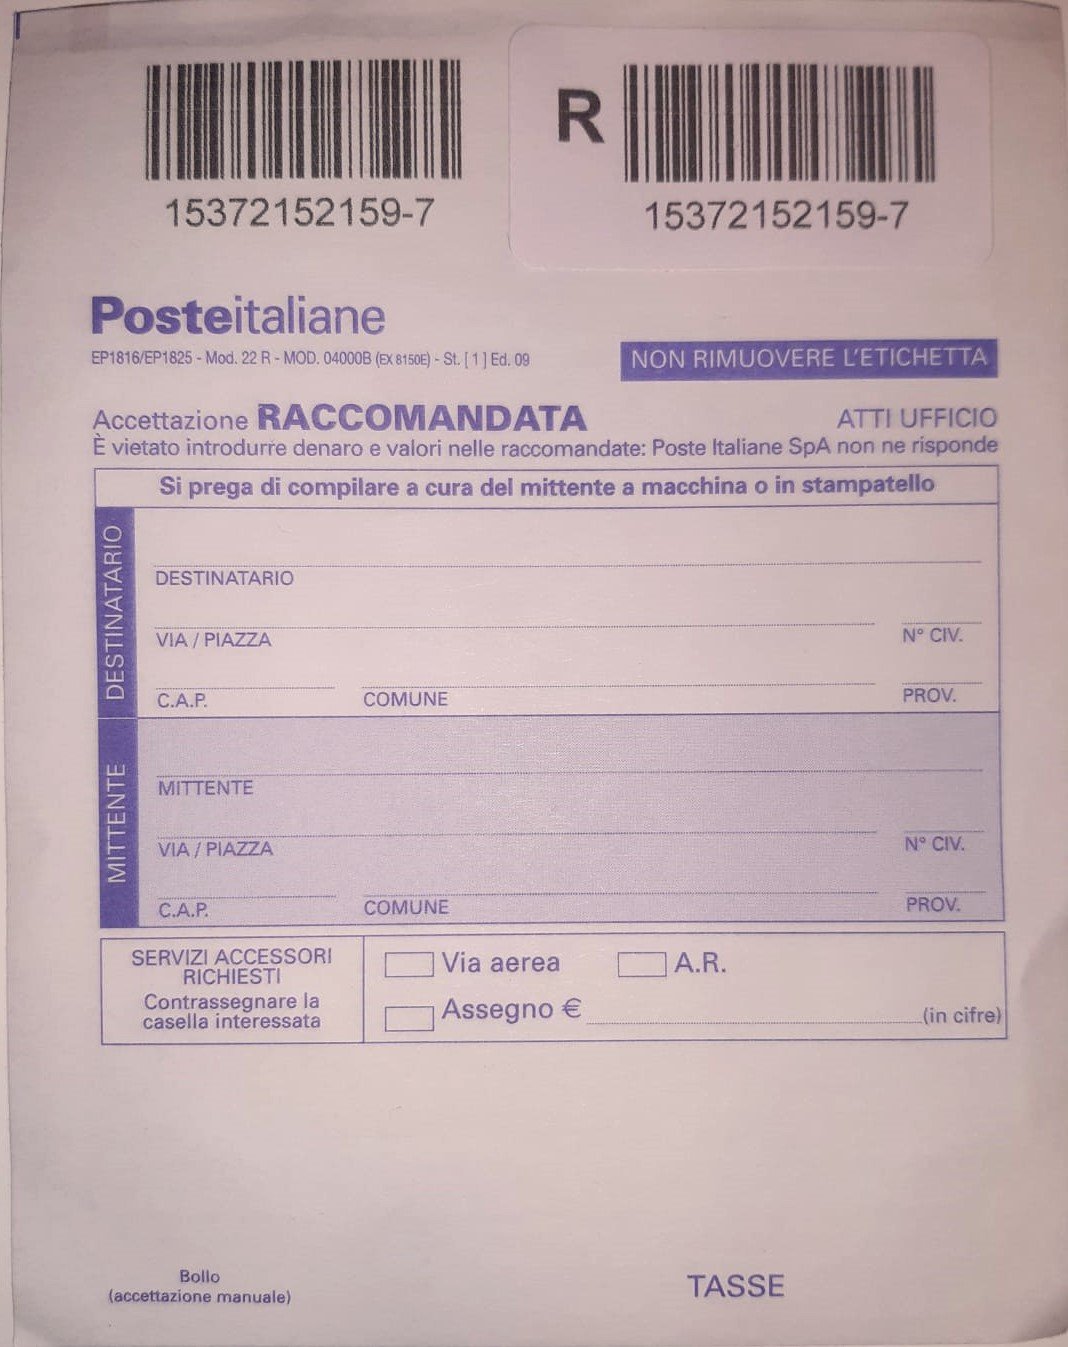 15372152159-7
R
15372152159-7
Posteitaliane
EP1816/EP1825 - Mod. 22 R - MOD. 04000B (EX 8150E) - St. [ 1 ] Ed. 09
NON RIMUOVERE L'ETICHETTA
Accettazione RACCOMANDATA
ATTI UFFICIO
È vietato introdurre denaro e valori nelle raccomandate: Poste Italiane SpA non ne risponde
Si prega di compilare a cura del mittente a macchina o in stampatello
DESTINATARIO
DESTINATARIO
VIA / PIAZZA
N° CIV.
C.A.P.
COMUNE
PROV.
MITTENTE
MITTENTE
VIA / PIAZZA
N° CIV.
C.A.P.
COMUNE
PROV.
SERVIZI ACCESSORI
RICHIESTI
Contrassegnare la
casella interessata
Via aerea
A.R.
Assegno €
(in cifre)
Bollo
(accettazione manuale)
TASSE